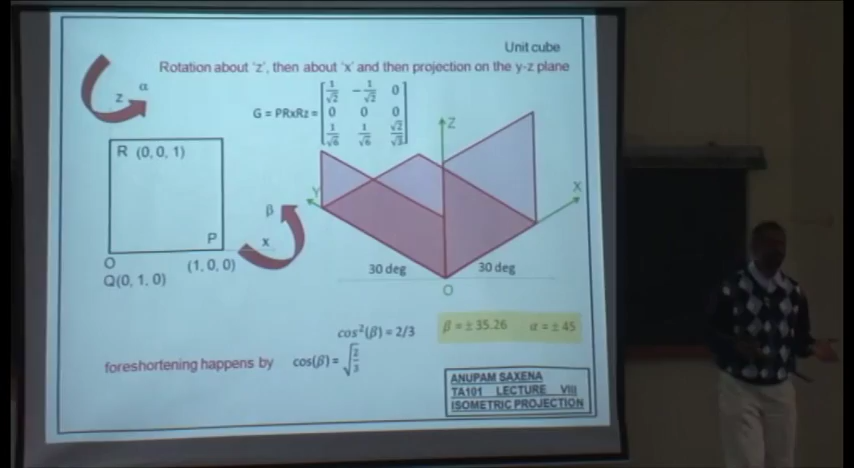 Unit cube
Rotation about 'z', then about 'x' and then projection on the y-z plane
α
z
G = PRxRz = [1/√2 -1/√2 0; 0 0 0; 1/√6 1/√6 √2/√3]
Z
R (0, 0, 1)
Y
X
β
P
x
O
(1, 0, 0)
Q(0, 1, 0)
30 deg
30 deg
O
β = ± 35.26 α = ± 45
cos²(β) = 2/3
foreshortening happens by cos(β) = √2/3
ANUPAM SAXENA
TA101 LECTURE VIII
ISOMETRIC PROJECTION